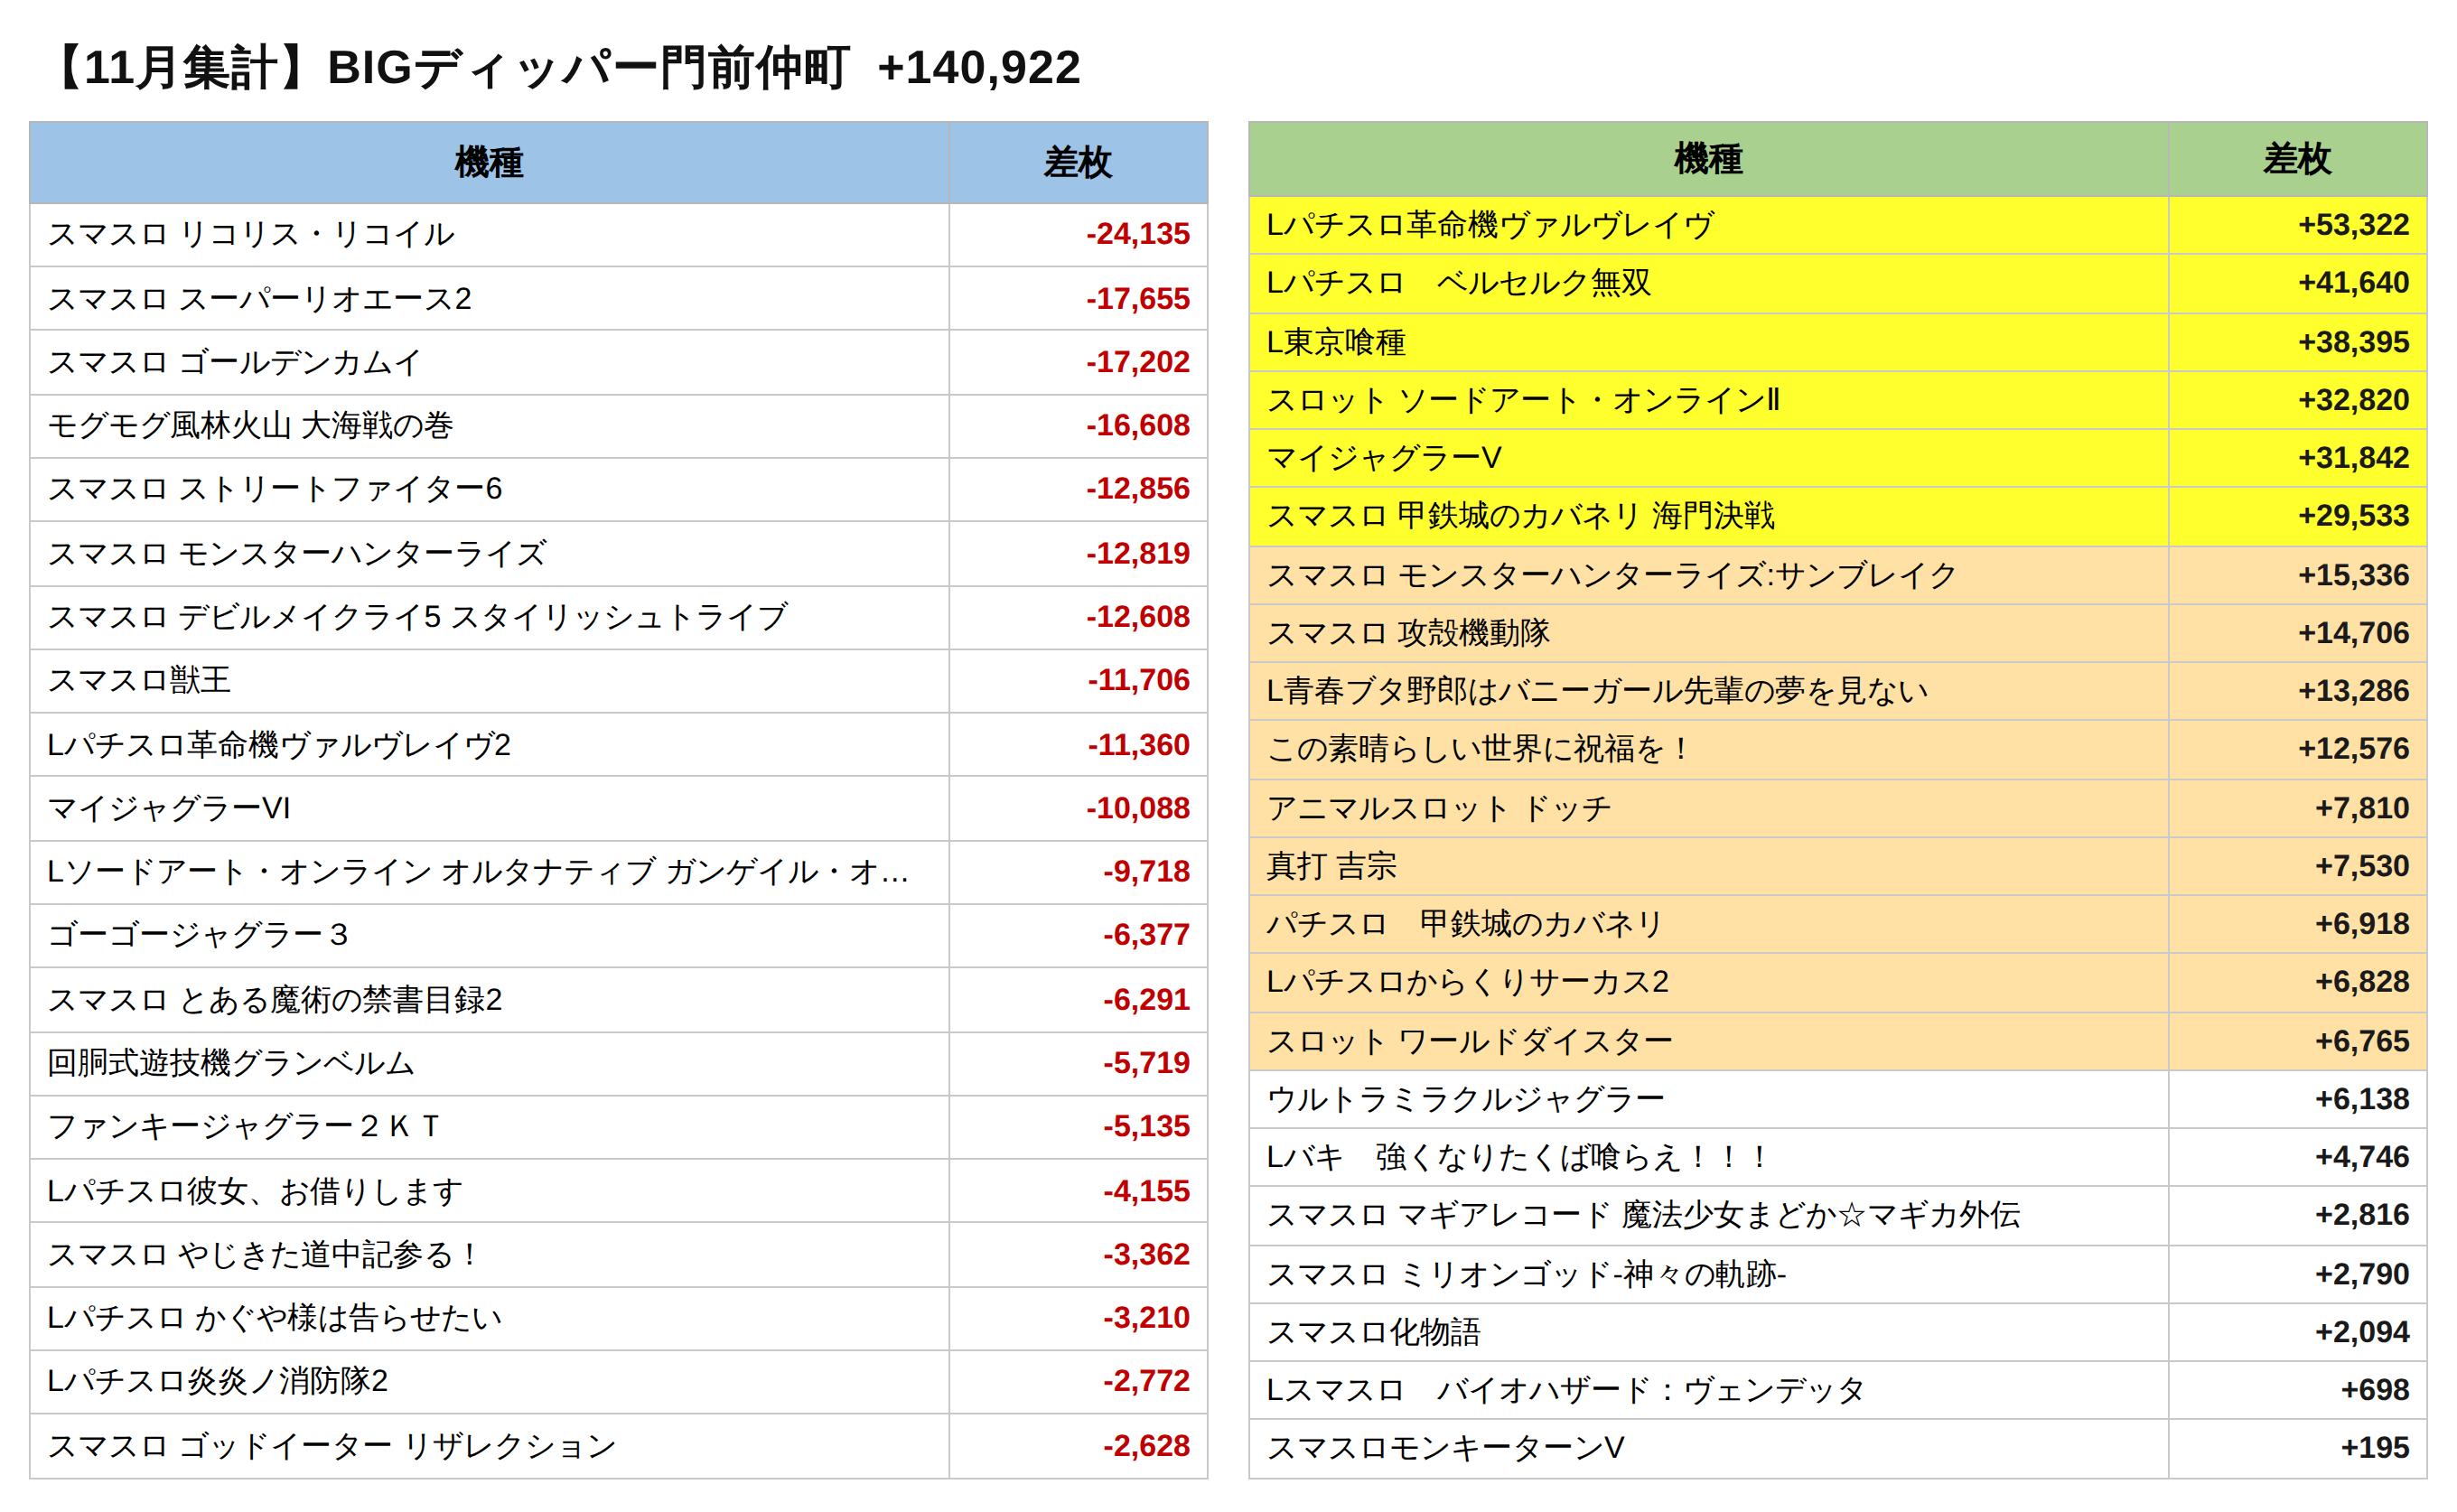 【11月集計】BIGディッパー門前仲町 +140,922
機種 差枚
スマスロ リコリス・リコイル -24,135
スマスロ スーパーリオエース2 -17,655
スマスロ ゴールデンカムイ -17,202
モグモグ風林火山 大海戦の巻 -16,608
スマスロ ストリートファイター6 -12,856
スマスロ モンスターハンターライズ -12,819
スマスロ デビルメイクライ5 スタイリッシュトライブ -12,608
スマスロ獣王 -11,706
Lパチスロ革命機ヴァルヴレイヴ2 -11,360
マイジャグラーVI -10,088
Lソードアート・オンライン オルタナティブ ガンゲイル・オ… -9,718
ゴーゴージャグラー３ -6,377
スマスロ とある魔術の禁書目録2 -6,291
回胴式遊技機グランベルム -5,719
ファンキージャグラー２ＫＴ -5,135
Lパチスロ彼女、お借りします -4,155
スマスロ やじきた道中記参る！ -3,362
Lパチスロ かぐや様は告らせたい -3,210
Lパチスロ炎炎ノ消防隊2 -2,772
スマスロ ゴッドイーター リザレクション -2,628
機種 差枚
Lパチスロ革命機ヴァルヴレイヴ +53,322
Lパチスロ　ベルセルク無双 +41,640
L東京喰種 +38,395
スロット ソードアート・オンラインⅡ +32,820
マイジャグラーV +31,842
スマスロ 甲鉄城のカバネリ 海門決戦 +29,533
スマスロ モンスターハンターライズ:サンブレイク +15,336
スマスロ 攻殻機動隊 +14,706
L青春ブタ野郎はバニーガール先輩の夢を見ない +13,286
この素晴らしい世界に祝福を！ +12,576
アニマルスロット ドッチ +7,810
真打 吉宗 +7,530
パチスロ　甲鉄城のカバネリ +6,918
Lパチスロからくりサーカス2 +6,828
スロット ワールドダイスター +6,765
ウルトラミラクルジャグラー +6,138
Lバキ　強くなりたくば喰らえ！！！ +4,746
スマスロ マギアレコード 魔法少女まどか☆マギカ外伝 +2,816
スマスロ ミリオンゴッド-神々の軌跡- +2,790
スマスロ化物語 +2,094
Lスマスロ　バイオハザード：ヴェンデッタ +698
スマスロモンキーターンV +195